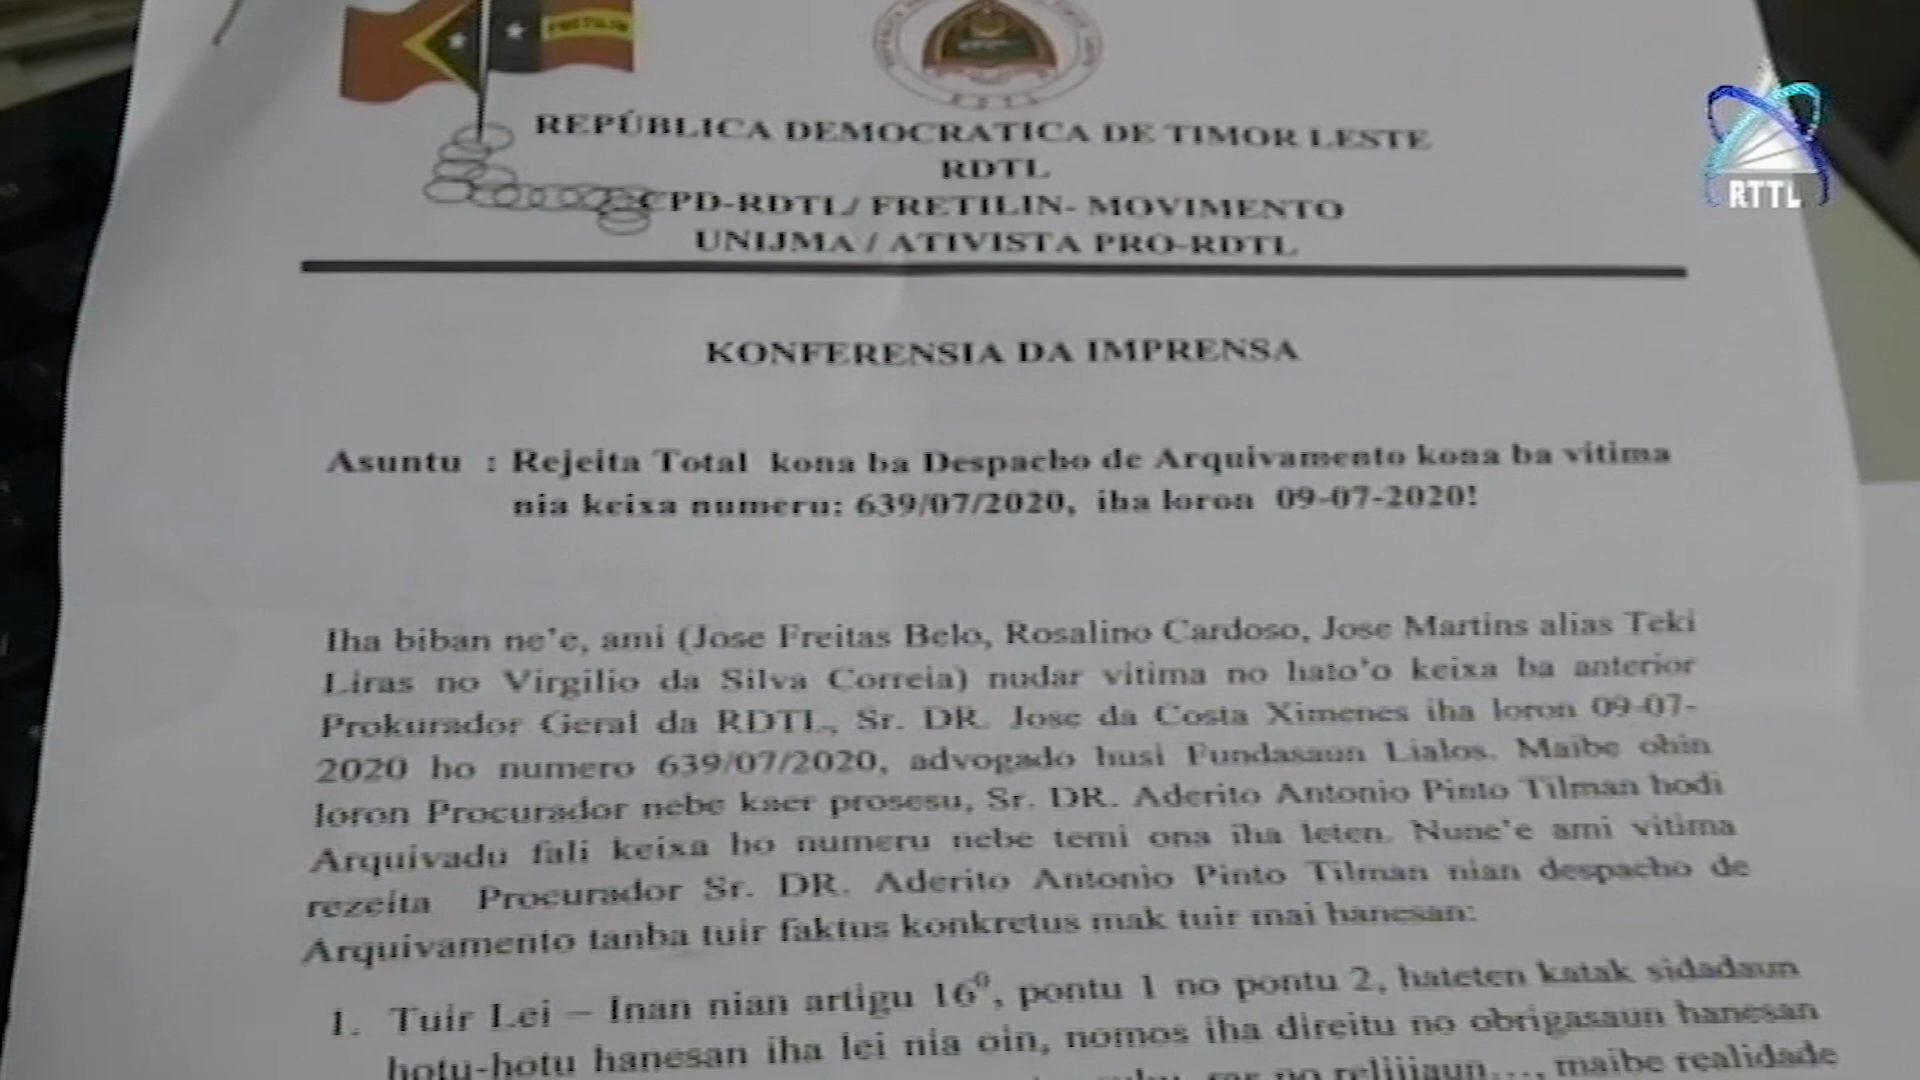 FRETILIN
RDTL
RTTL
REPÚBLICA DEMOCRATICA DE TIMOR LESTE
RDTL
CPD-RDTL/ FRETILIN- MOVIMENTO
UNIJMA / ATIVISTA PRO-RDTL
KONFERENSIA DA IMPRENSA
Asuntu : Rejeita Total kona ba Despacho de Arquivamento kona ba vitima
nia keixa numeru: 639/07/2020, iha loron 09-07-2020!
Iha biban ne'e, ami (Jose Freitas Belo, Rosalino Cardoso, Jose Martins alias Teki
Liras no Virgilio da Silva Correia) nudar vitima no hato'o keixa ba anterior
Prokurador Geral da RDTL, Sr. DR. Jose da Costa Ximenes iha loron 09-07-
2020 ho numero 639/07/2020, advogado husi Fundasaun Lialos. Maibe ohin
loron Procurador nebe kaer prosesu, Sr. DR. Aderito Antonio Pinto Tilman hodi
Arquivadu fali keixa ho numeru nebe temi ona iha leten. Nune'e ami vitima
rezeita Procurador Sr. DR. Aderito Antonio Pinto Tilman nian despacho de
Arquivamento tanba tuir faktus konkretus mak tuir mai hanesan:
1. Tuir Lei – Inan nian artigu 16⁰, pontu 1 no pontu 2, hateten katak sidadaun
hotu-hotu hanesan iha lei nia oin, nomos iha direitu no obrigasaun hanesan
no relijiaun..., maibe realidade